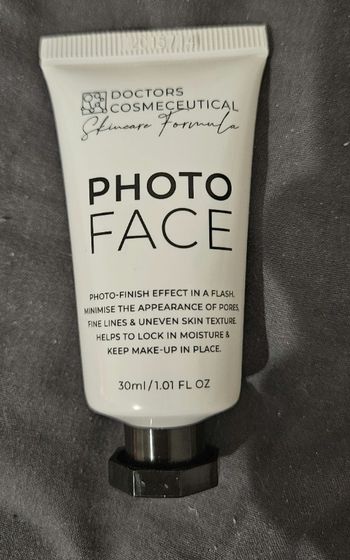 DOCTORS
COSMECEUTICAL
Skincare Formula
PHOTO
FACE
PHOTO-FINISH EFFECT IN A FLASH.
MINIMISE THE APPEARANCE OF PORES,
FINE LINES & UNEVEN SKIN TEXTURE.
HELPS TO LOCK IN MOISTURE &
KEEP MAKE-UP IN PLACE.
30ml/1.01 FL OZ